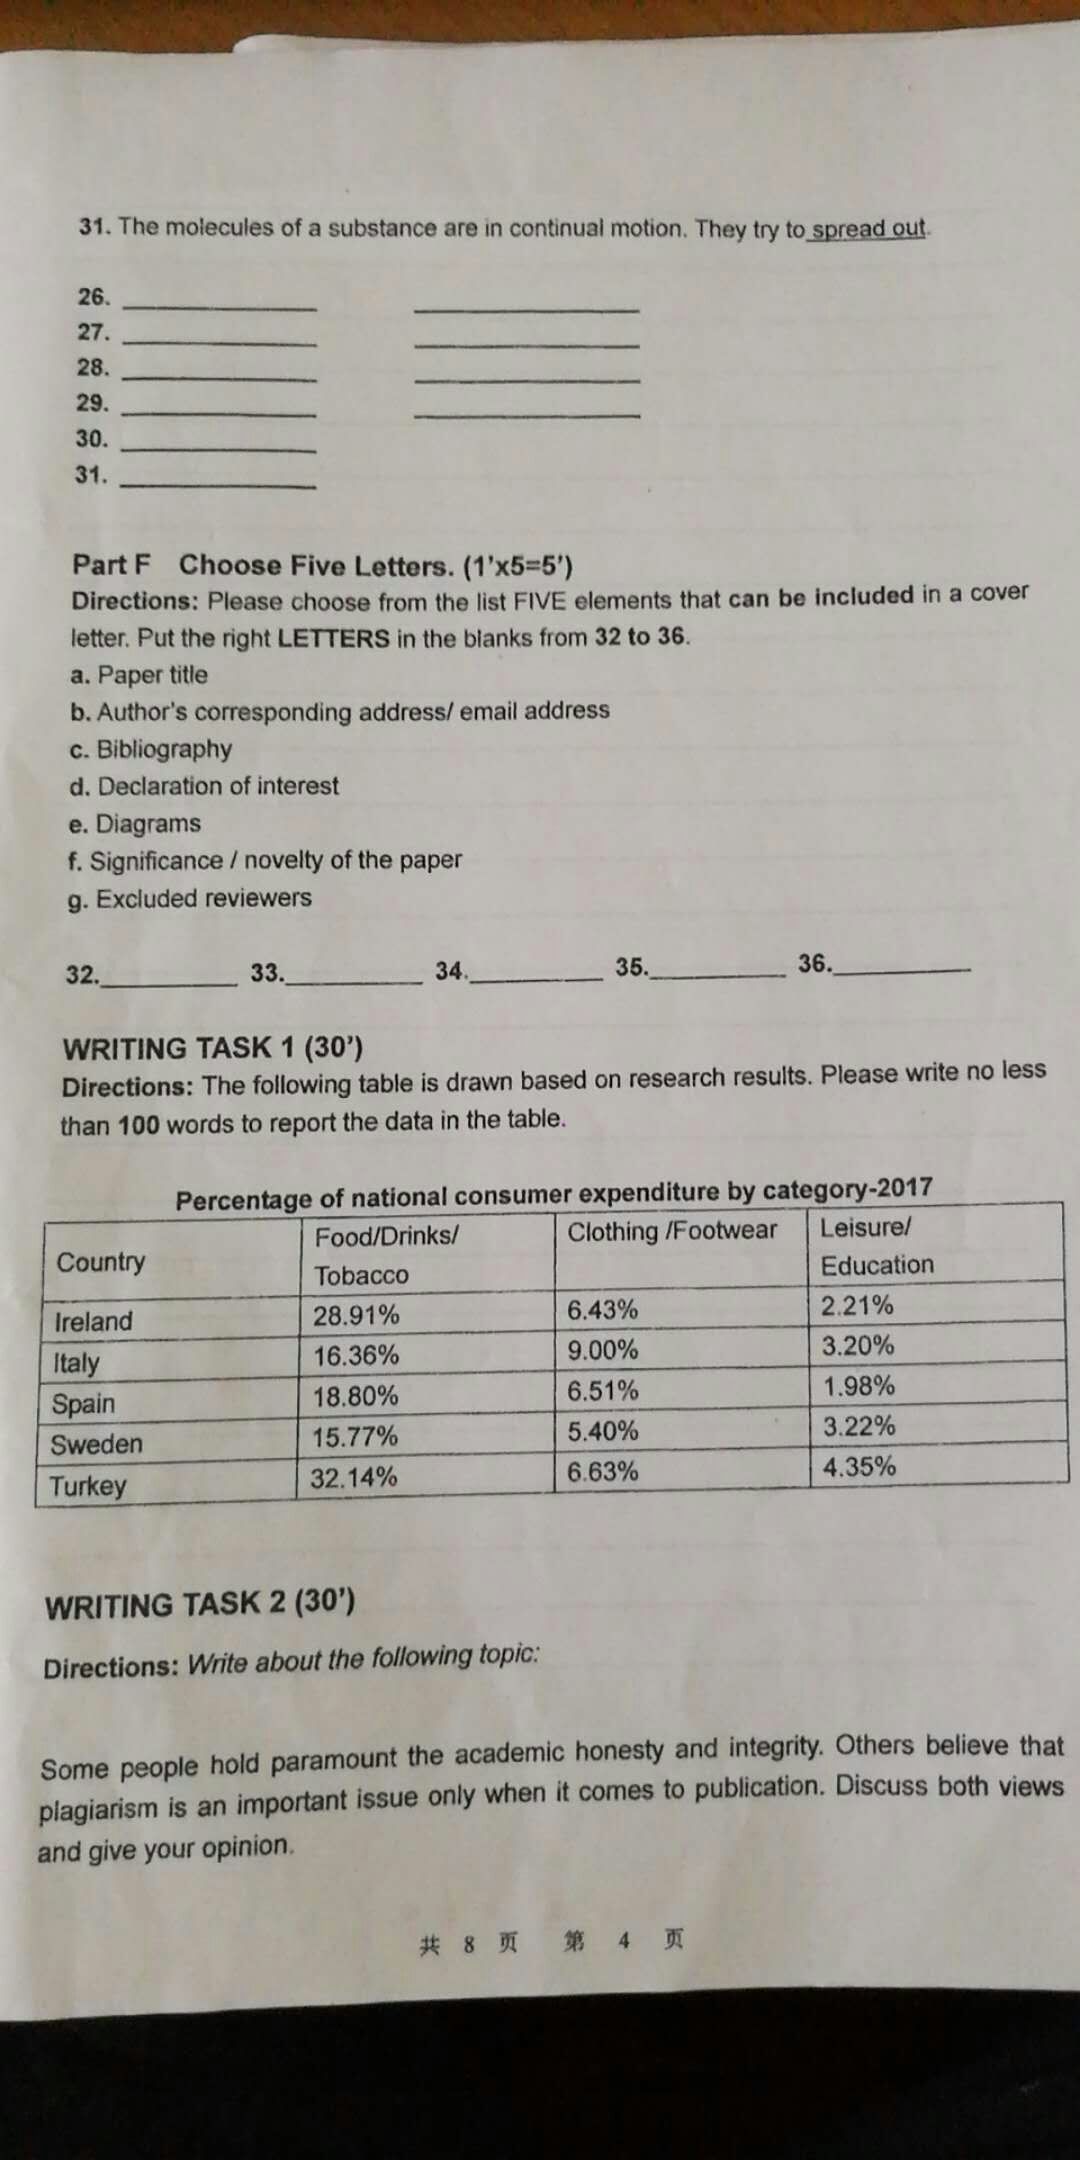 31. The molecules of a substance are in continual motion. They try to spread out.
26. ____________ ____________
27. ____________ ____________
28. ____________ ____________
29. ____________ ____________
30. ____________
31. ____________
Part F Choose Five Letters. (1'x5=5')
Directions: Please choose from the list FIVE elements that can be included in a cover
letter. Put the right LETTERS in the blanks from 32 to 36.
a. Paper title
b. Author's corresponding address/ email address
c. Bibliography
d. Declaration of interest
e. Diagrams
f. Significance / novelty of the paper
g. Excluded reviewers
32.__________ 33.__________ 34.__________ 35.__________ 36.__________
WRITING TASK 1 (30')
Directions: The following table is drawn based on research results. Please write no less
than 100 words to report the data in the table.
Percentage of national consumer expenditure by category-2017
Country Food/Drinks/ Tobacco Clothing /Footwear Leisure/ Education
Ireland 28.91% 6.43% 2.21%
Italy 16.36% 9.00% 3.20%
Spain 18.80% 6.51% 1.98%
Sweden 15.77% 5.40% 3.22%
Turkey 32.14% 6.63% 4.35%
WRITING TASK 2 (30')
Directions: Write about the following topic:
Some people hold paramount the academic honesty and integrity. Others believe that
plagiarism is an important issue only when it comes to publication. Discuss both views
and give your opinion.
共 8 页 第 4 页